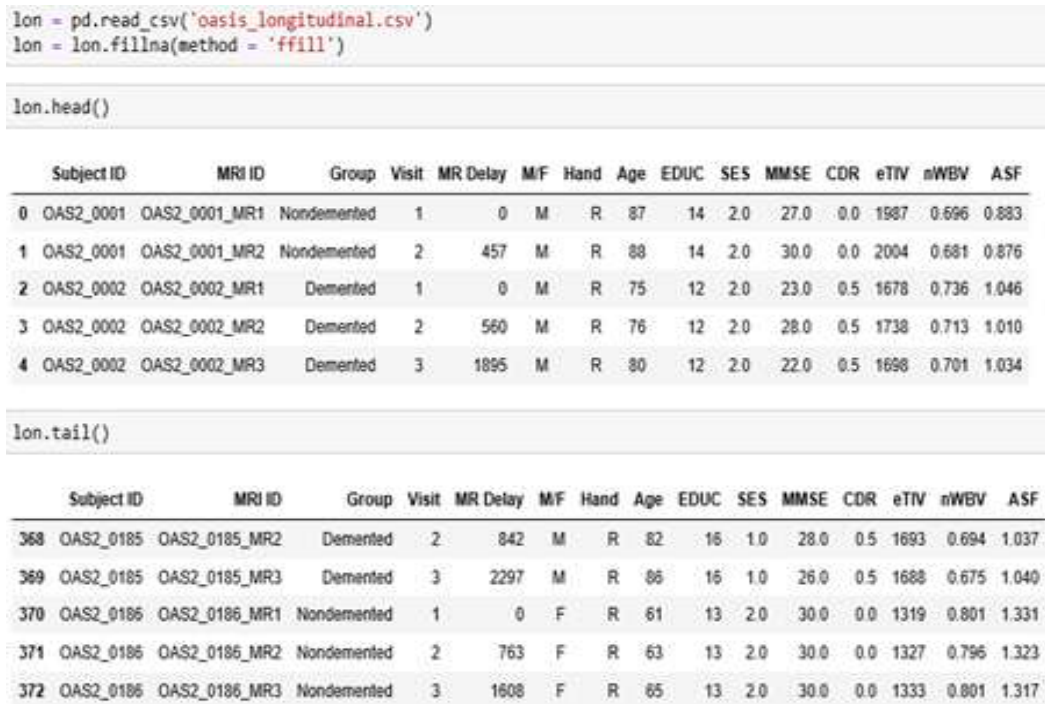 lon = pd.read_csv('oasis_longitudinal.csv')
lon = lon.fillna(method = 'ffill')
lon.head()
Subject ID MRI ID Group Visit MR Delay M/F Hand Age EDUC SES MMSE CDR eTIV nWBV ASF
0 OAS2_0001 OAS2_0001_MR1 Nondemented 1 0 M R 87 14 2.0 27.0 0.0 1987 0.696 0.883
1 OAS2_0001 OAS2_0001_MR2 Nondemented 2 457 M R 88 14 2.0 30.0 0.0 2004 0.681 0.876
2 OAS2_0002 OAS2_0002_MR1 Demented 1 0 M R 75 12 2.0 23.0 0.5 1678 0.736 1.046
3 OAS2_0002 OAS2_0002_MR2 Demented 2 560 M R 76 12 2.0 28.0 0.5 1738 0.713 1.010
4 OAS2_0002 OAS2_0002_MR3 Demented 3 1895 M R 80 12 2.0 22.0 0.5 1698 0.701 1.034
lon.tail()
Subject ID MRI ID Group Visit MR Delay M/F Hand Age EDUC SES MMSE CDR eTIV nWBV ASF
368 OAS2_0185 OAS2_0185_MR2 Demented 2 842 M R 82 16 1.0 28.0 0.5 1693 0.694 1.037
369 OAS2_0185 OAS2_0185_MR3 Demented 3 2297 M R 86 16 1.0 26.0 0.5 1688 0.675 1.040
370 OAS2_0186 OAS2_0186_MR1 Nondemented 1 0 F R 61 13 2.0 30.0 0.0 1319 0.801 1.331
371 OAS2_0186 OAS2_0186_MR2 Nondemented 2 763 F R 63 13 2.0 30.0 0.0 1327 0.796 1.323
372 OAS2_0186 OAS2_0186_MR3 Nondemented 3 1608 F R 65 13 2.0 30.0 0.0 1333 0.801 1.317